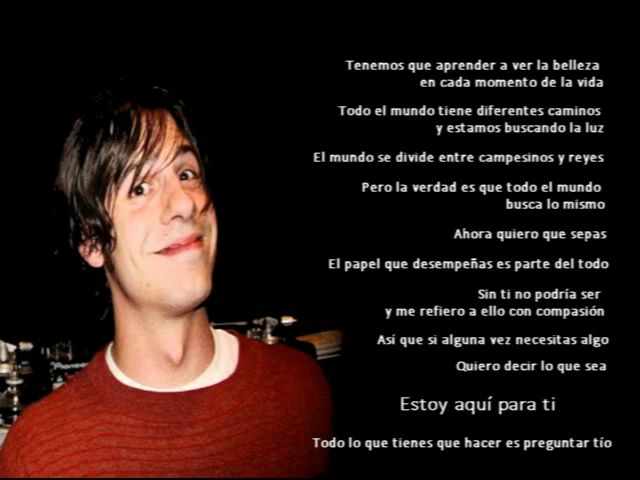 Tenemos que aprender a ver la belleza
en cada momento de la vida
Todo el mundo tiene diferentes caminos
y estamos buscando la luz
El mundo se divide entre campesinos y reyes
Pero la verdad es que todo el mundo
busca lo mismo
Ahora quiero que sepas
El papel que desempeñas es parte del todo
Sin ti no podría ser
y me refiero a ello con compasión
Así que si alguna vez necesitas algo
Quiero decir lo que sea
Estoy aquí para ti
Todo lo que tienes que hacer es preguntar tío
Pioneer